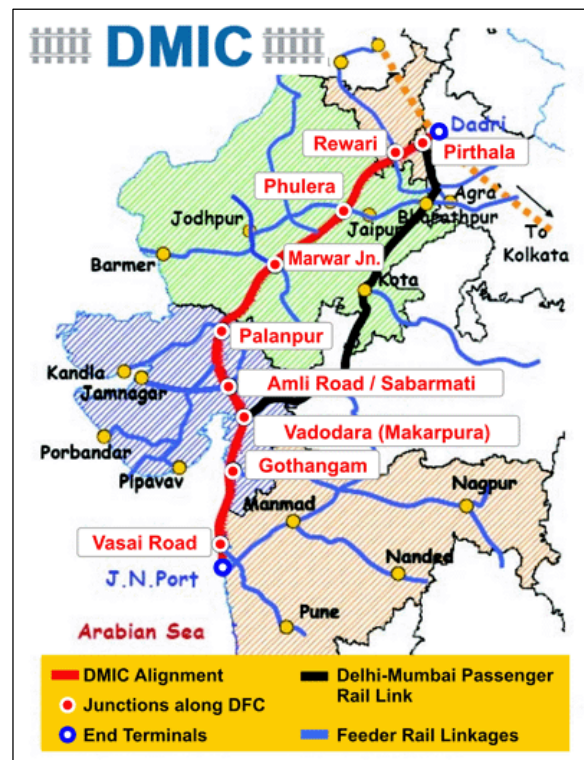 DMIC
Daadri
Rewari
Pirthala
Phulera
Agra
Bharathpur
Jodhpur
Jaipur
To
Kolkata
Marwar Jn.
Barmer
Kota
Palanpur
Kandla
Amli Road / Sabarmati
Jamnagar
Vadodara (Makarpura)
Porbandar
Gothangam
Pipavav
Nagpur
Manmad
Vasai Road
Nanded
J.N.Port
Pune
Arabian Sea
DMIC Alignment
Delhi-Mumbai Passenger
Rail Link
Junctions along DFC
End Terminals
Feeder Rail Linkages